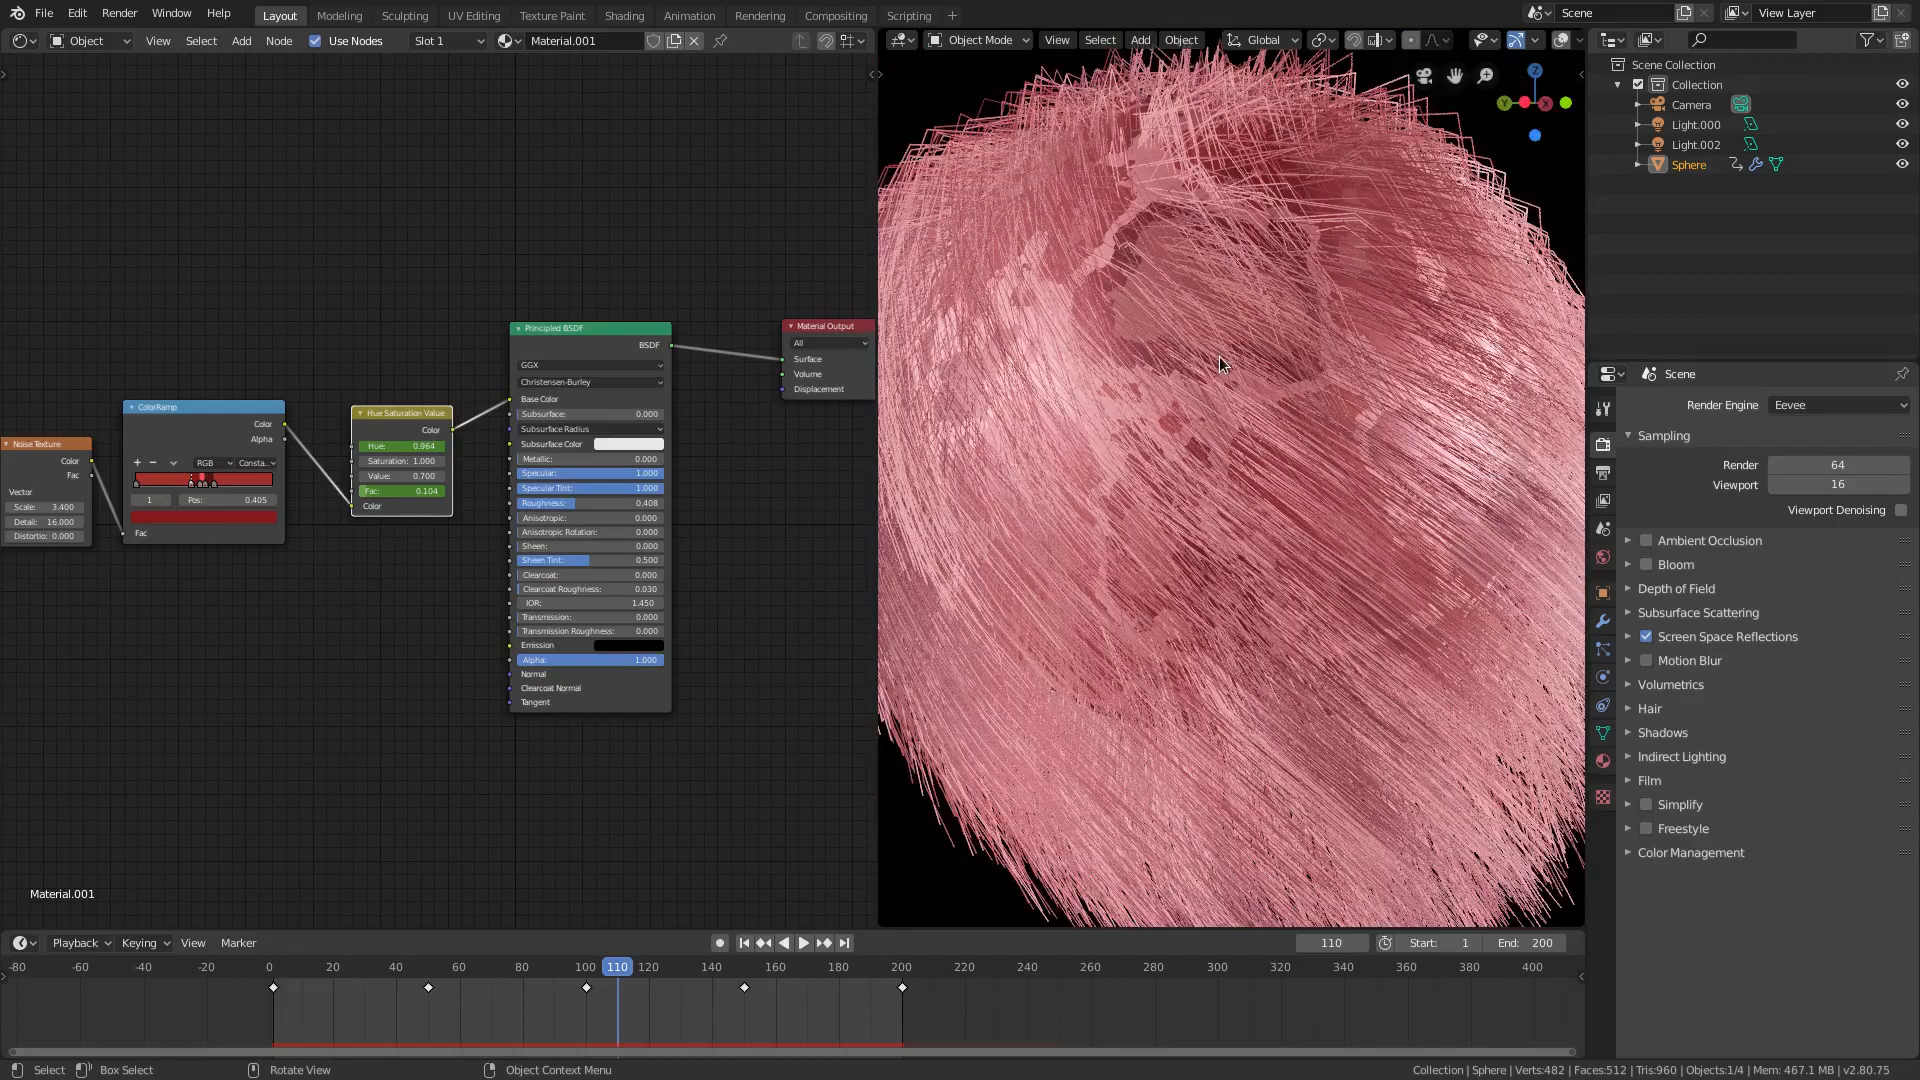 File Edit Render Window Help Layout Modeling Sculpting UV Editing Texture Paint Shading Animation Rendering Compositing Scripting + Scene View Layer
Object View Select Add Node Use Nodes Slot 1 Material.001
Object Mode View Select Add Object Global
Scene Collection
Collection
Camera
Light.000
Light.002
Sphere
Z
Y X
Noise Texture
Color
Fac
Vector
Scale: 3.400
Detail: 16.000
Distortio: 0.000
ColorRamp
Color
Alpha
+ − RGB Consta..
1 Pos: 0.405
Fac
Hue Saturation Value
Color
Hue: 0.964
Saturation: 1.000
Value: 0.700
Fac: 0.104
Color
Principled BSDF
BSDF
GGX
Christensen-Burley
Base Color
Subsurface: 0.000
Subsurface Radius
Subsurface Color
Metallic: 0.000
Specular: 1.000
Specular Tint: 1.000
Roughness: 0.408
Anisotropic: 0.000
Anisotropic Rotation: 0.000
Sheen: 0.000
Sheen Tint: 0.500
Clearcoat: 0.000
Clearcoat Roughness: 0.030
IOR: 1.450
Transmission: 0.000
Transmission Roughness: 0.000
Emission
Alpha: 1.000
Normal
Clearcoat Normal
Tangent
Material Output
All
Surface
Volume
Displacement
Material.001
Scene
Render Engine Eevee
Sampling
Render 64
Viewport 16
Viewport Denoising
Ambient Occlusion
Bloom
Depth of Field
Subsurface Scattering
Screen Space Reflections
Motion Blur
Volumetrics
Hair
Shadows
Indirect Lighting
Film
Simplify
Freestyle
Color Management
Playback Keying View Marker 110 Start: 1 End: 200
-80 -60 -40 -20 0 20 40 60 80 100 110 120 140 160 180 200 220 240 260 280 300 320 340 360 380 400
Select Box Select Rotate View Object Context Menu Collection | Sphere | Verts:482 | Faces:512 | Tris:960 | Objects:1/4 | Mem: 467.1 MB | v2.80.75